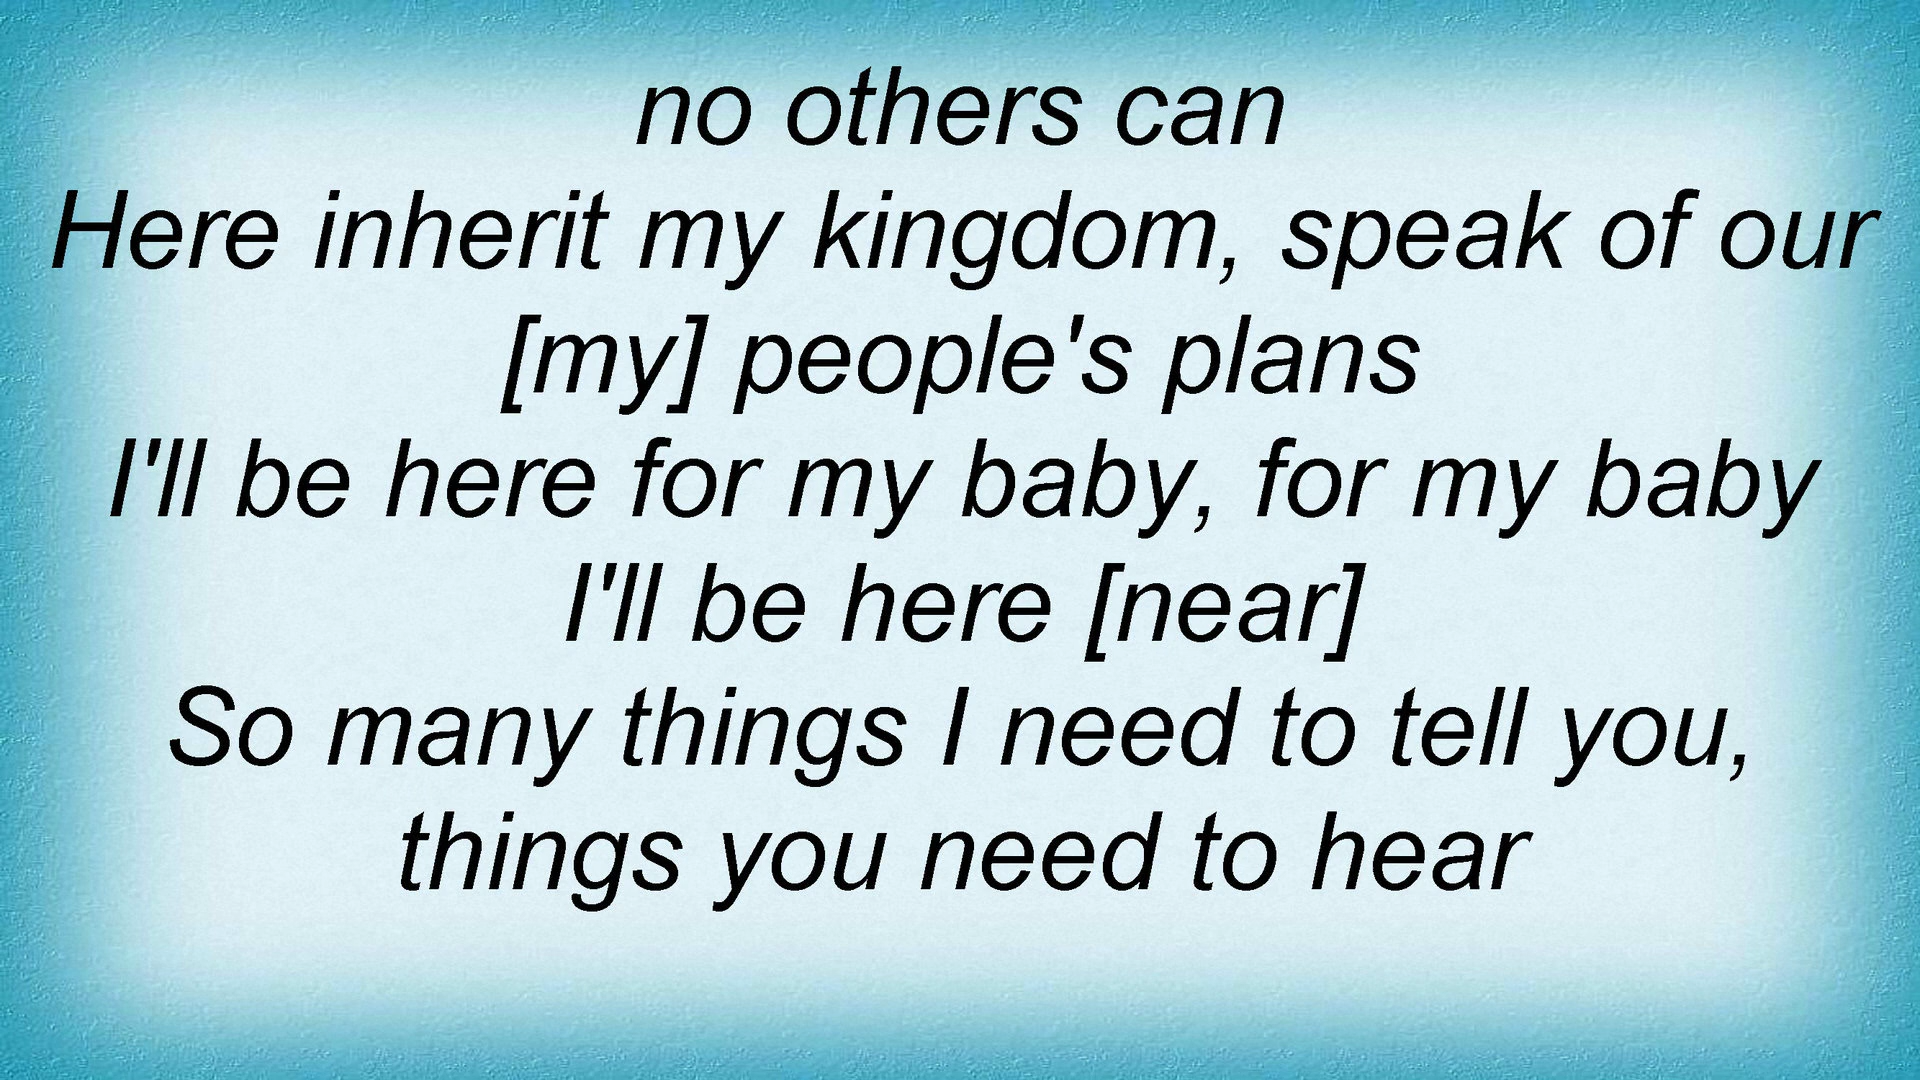 no others can
Here inherit my kingdom, speak of our
[my] people's plans
I'll be here for my baby, for my baby
I'll be here [near]
So many things I need to tell you,
things you need to hear